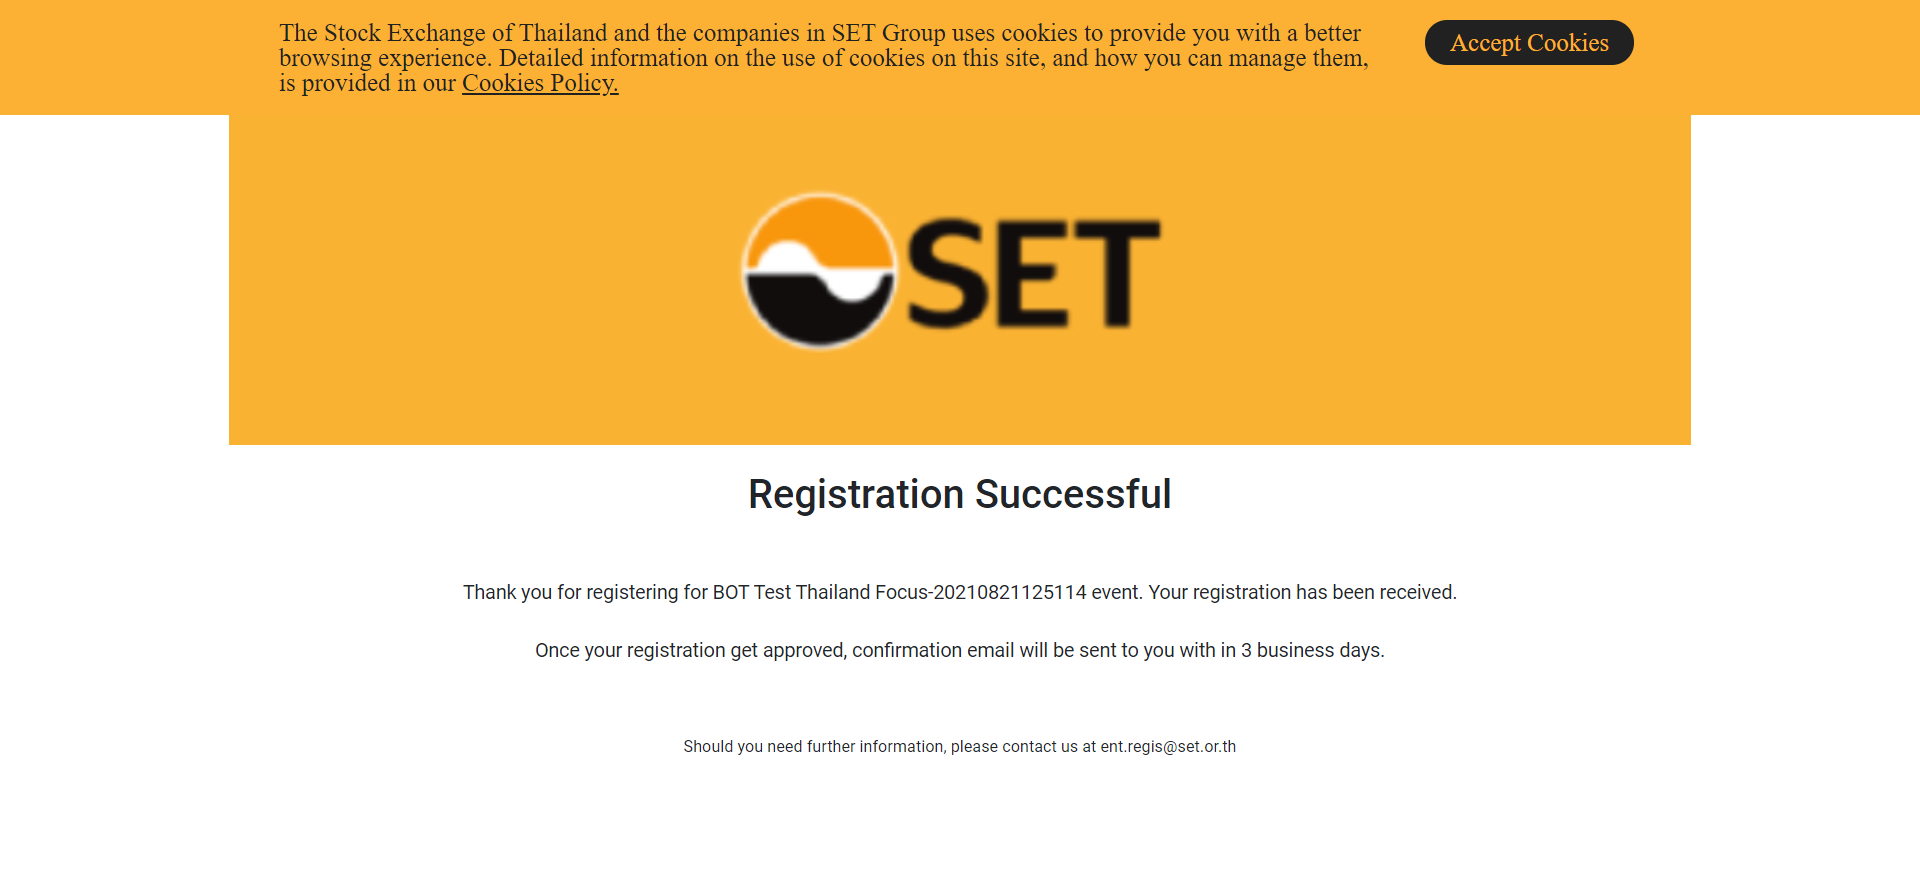 The Stock Exchange of Thailand and the companies in SET Group uses cookies to provide you with a better
browsing experience. Detailed information on the use of cookies on this site, and how you can manage them,
is provided in our Cookies Policy.
Accept Cookies
SET
Registration Successful
Thank you for registering for BOT Test Thailand Focus-20210821125114 event. Your registration has been received.
Once your registration get approved, confirmation email will be sent to you with in 3 business days.
Should you need further information, please contact us at ent.regis@set.or.th